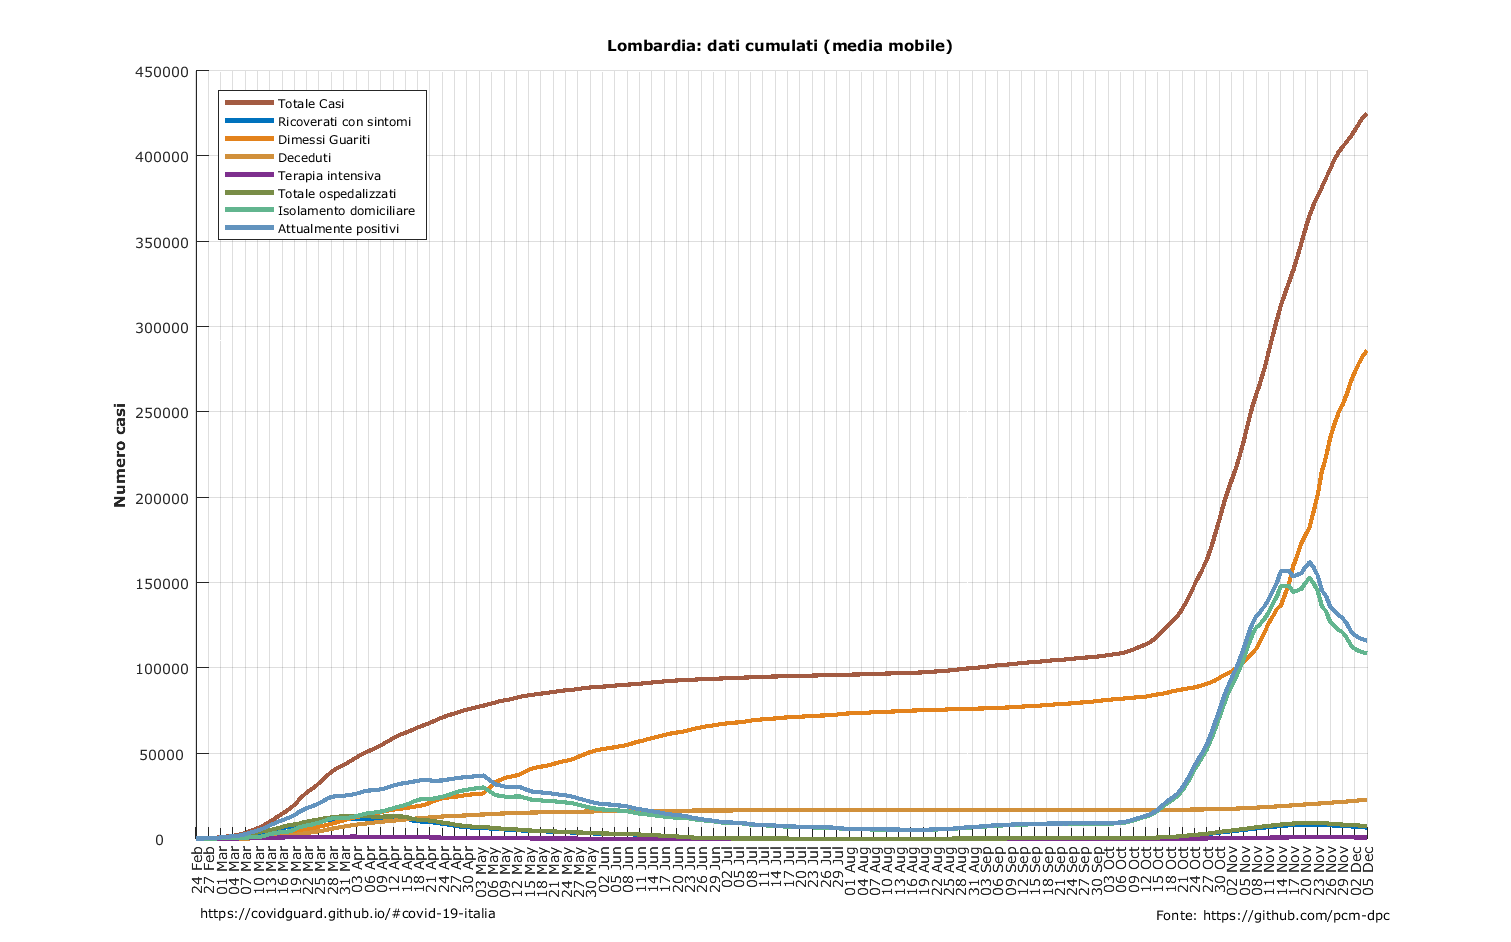 Lombardia: dati cumulati (media mobile)
450000
400000
350000
300000
250000
200000
150000
100000
50000
0
Numero casi
Totale Casi
Ricoverati con sintomi
Dimessi Guariti
Deceduti
Terapia intensiva
Totale ospedalizzati
Isolamento domiciliare
Attualmente positivi
24 Feb
27 Feb
01 Mar
04 Mar
07 Mar
10 Mar
13 Mar
16 Mar
19 Mar
22 Mar
25 Mar
28 Mar
31 Mar
03 Apr
06 Apr
09 Apr
12 Apr
15 Apr
18 Apr
21 Apr
24 Apr
27 Apr
30 Apr
03 May
06 May
09 May
12 May
15 May
18 May
21 May
24 May
27 May
30 May
02 Jun
05 Jun
08 Jun
11 Jun
14 Jun
17 Jun
20 Jun
23 Jun
26 Jun
29 Jun
02 Jul
05 Jul
08 Jul
11 Jul
14 Jul
17 Jul
20 Jul
23 Jul
26 Jul
29 Jul
01 Aug
04 Aug
07 Aug
10 Aug
13 Aug
16 Aug
19 Aug
22 Aug
25 Aug
28 Aug
31 Aug
03 Sep
06 Sep
09 Sep
12 Sep
15 Sep
18 Sep
21 Sep
24 Sep
27 Sep
30 Sep
03 Oct
06 Oct
09 Oct
12 Oct
15 Oct
18 Oct
21 Oct
24 Oct
27 Oct
30 Oct
02 Nov
05 Nov
08 Nov
11 Nov
14 Nov
17 Nov
20 Nov
23 Nov
26 Nov
29 Nov
02 Dec
05 Dec
https://covidguard.github.io/#covid-19-italia
Fonte: https://github.com/pcm-dpc